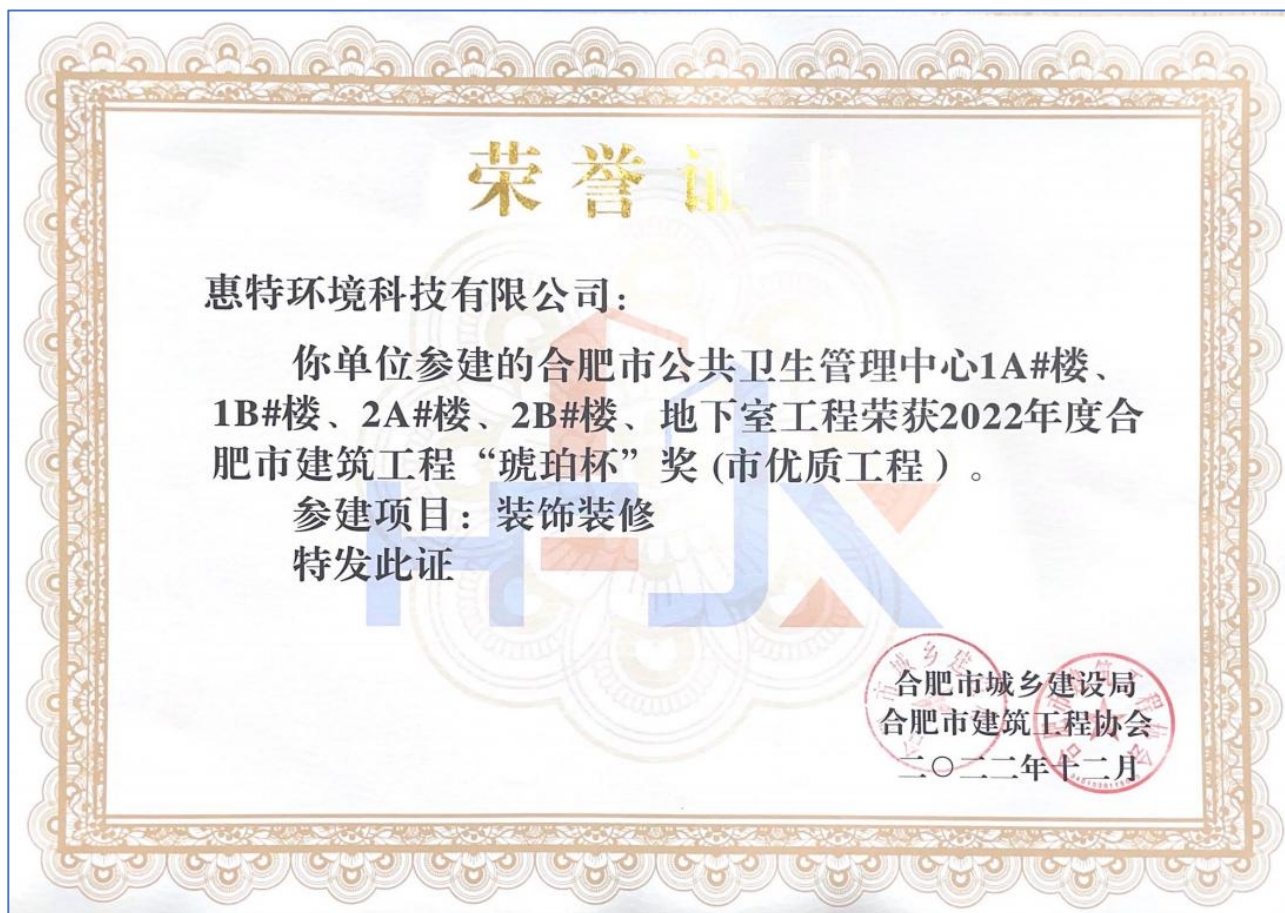 荣誉证书
惠特环境科技有限公司：
你单位参建的合肥市公共卫生管理中心1A#楼、
1B#楼、2A#楼、2B#楼、地下室工程荣获2022年度合
肥市建筑工程“琥珀杯”奖 (市优质工程）。
参建项目：装饰装修
特发此证
合肥市城乡建设局
合肥市建筑工程协会
二〇二二年十二月